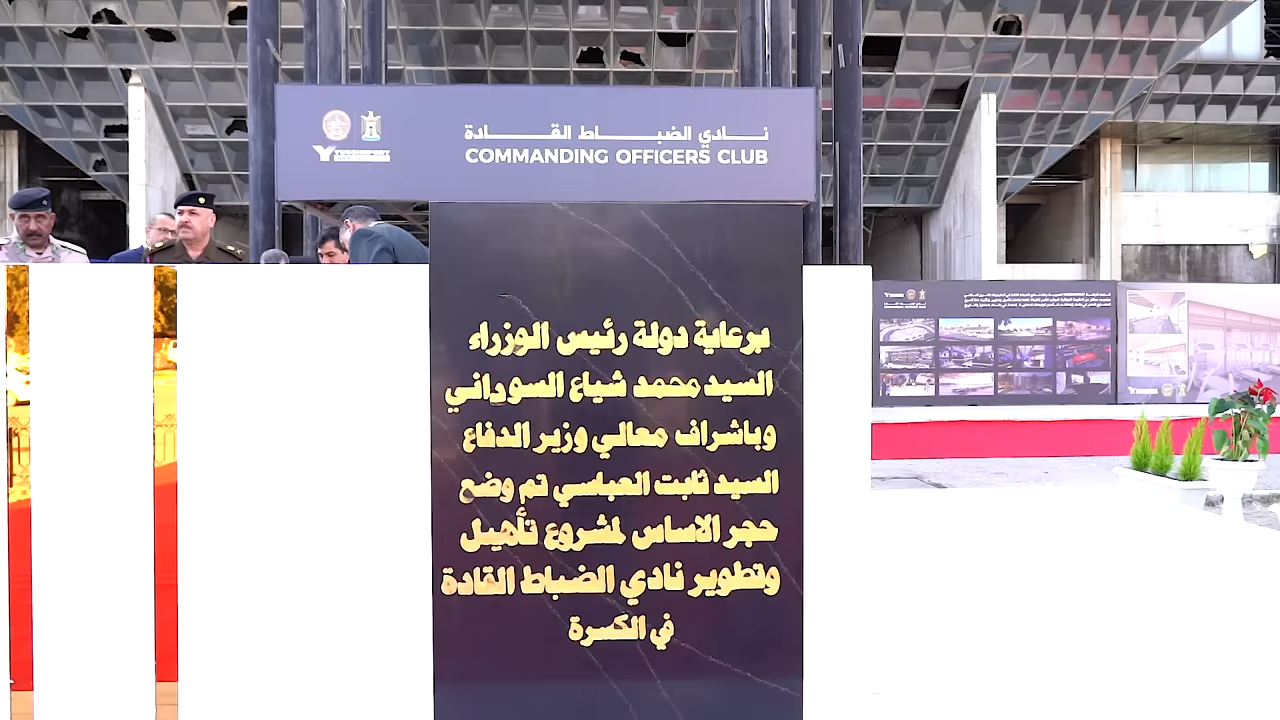 نادي الضباط القادة
COMMANDING OFFICERS CLUB
برعاية دولة رئيس الوزراء
السيد محمد شياع السوداني
وباشراف معالي وزير الدفاع
السيد ثابت العباسي تم وضع
حجر الاساس لمشروع تأهيل
وتطوير نادي الضباط القادة
في الكسرة